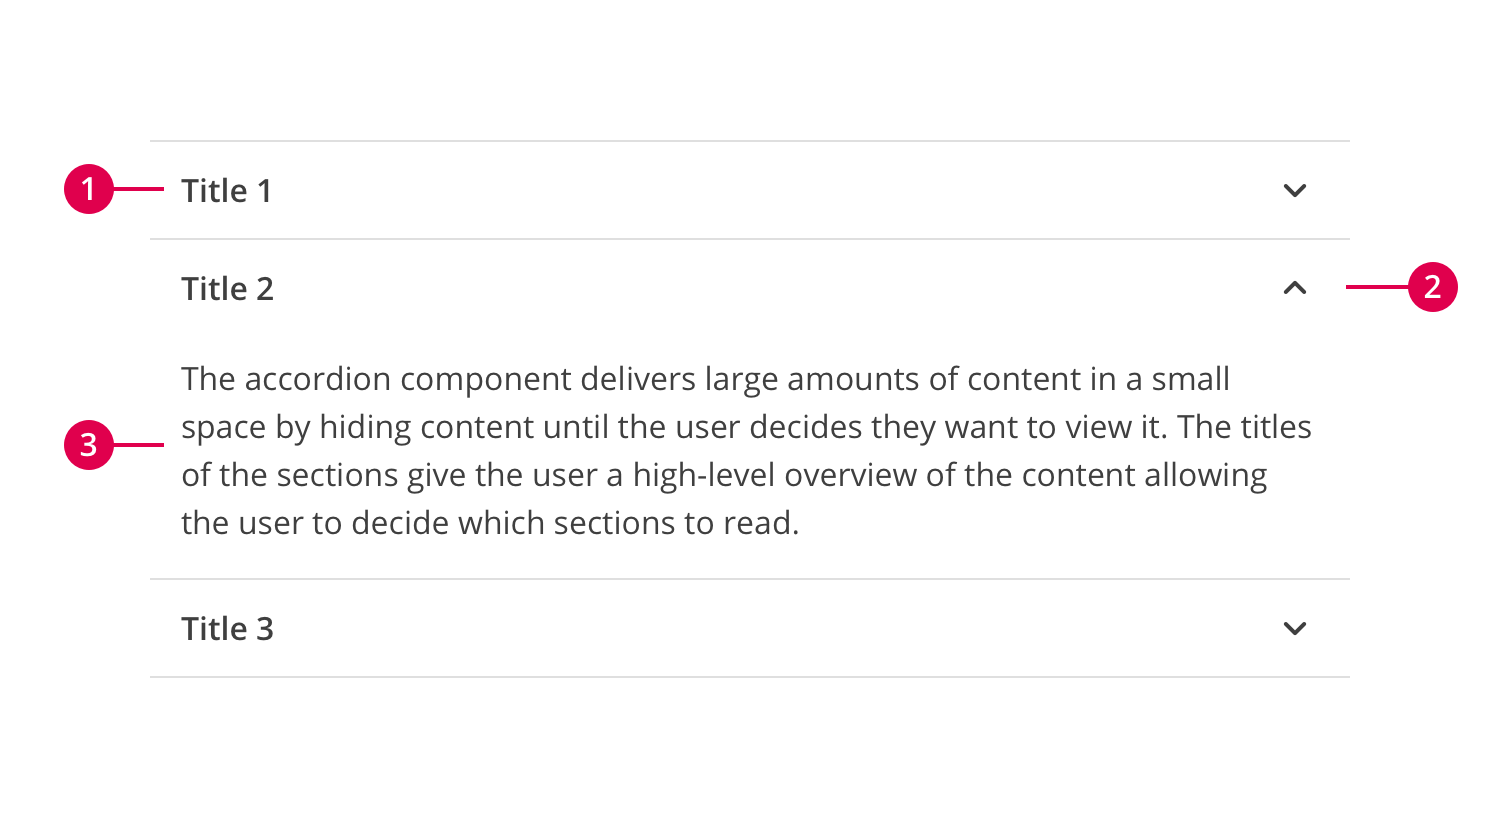 1 Title 1
Title 2 2
The accordion component delivers large amounts of content in a small
3 space by hiding content until the user decides they want to view it. The titles
of the sections give the user a high-level overview of the content allowing
the user to decide which sections to read.
Title 3